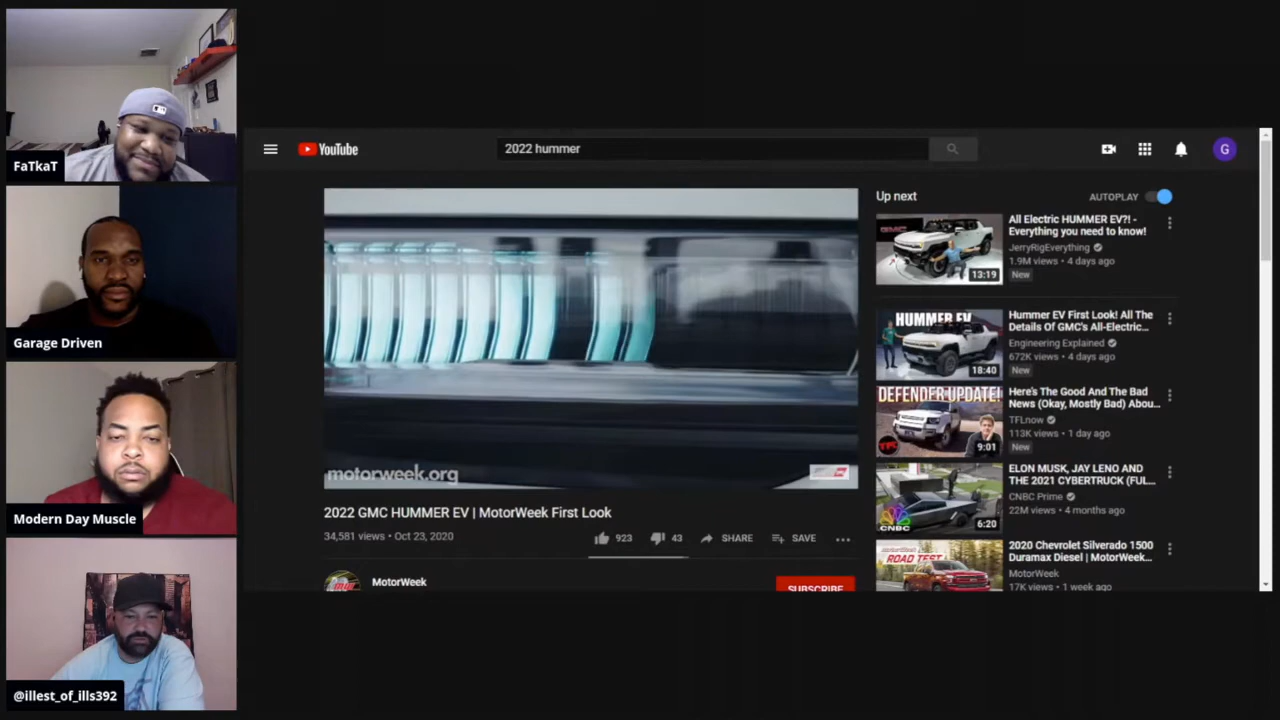 FaTkaT
Garage Driven
Modern Day Muscle
@illest_of_ills392
YouTube
2022 hummer
G
motorweek.org
2022 GMC HUMMER EV | MotorWeek First Look
34,581 views • Oct 23, 2020
923
43
SHARE
SAVE
MotorWeek
SUBSCRIBE
Up next
AUTOPLAY
GMC
13:19
All Electric HUMMER EV?! -
Everything you need to know!
JerryRigEverything
1.9M views • 4 days ago
New
HUMMER EV
18:40
Hummer EV First Look! All The
Details Of GMC's All-Electric...
Engineering Explained
672K views • 4 days ago
New
DEFENDER UPDATE!
9:01
Here's The Good And The Bad
News (Okay, Mostly Bad) Abou...
TFLnow
113K views • 1 day ago
New
CNBC
6:20
ELON MUSK, JAY LENO AND
THE 2021 CYBERTRUCK (FUL...
CNBC Prime
22M views • 4 months ago
ROAD TEST
2020 Chevrolet Silverado 1500
Duramax Diesel | MotorWeek...
MotorWeek
17K views • 1 week ago